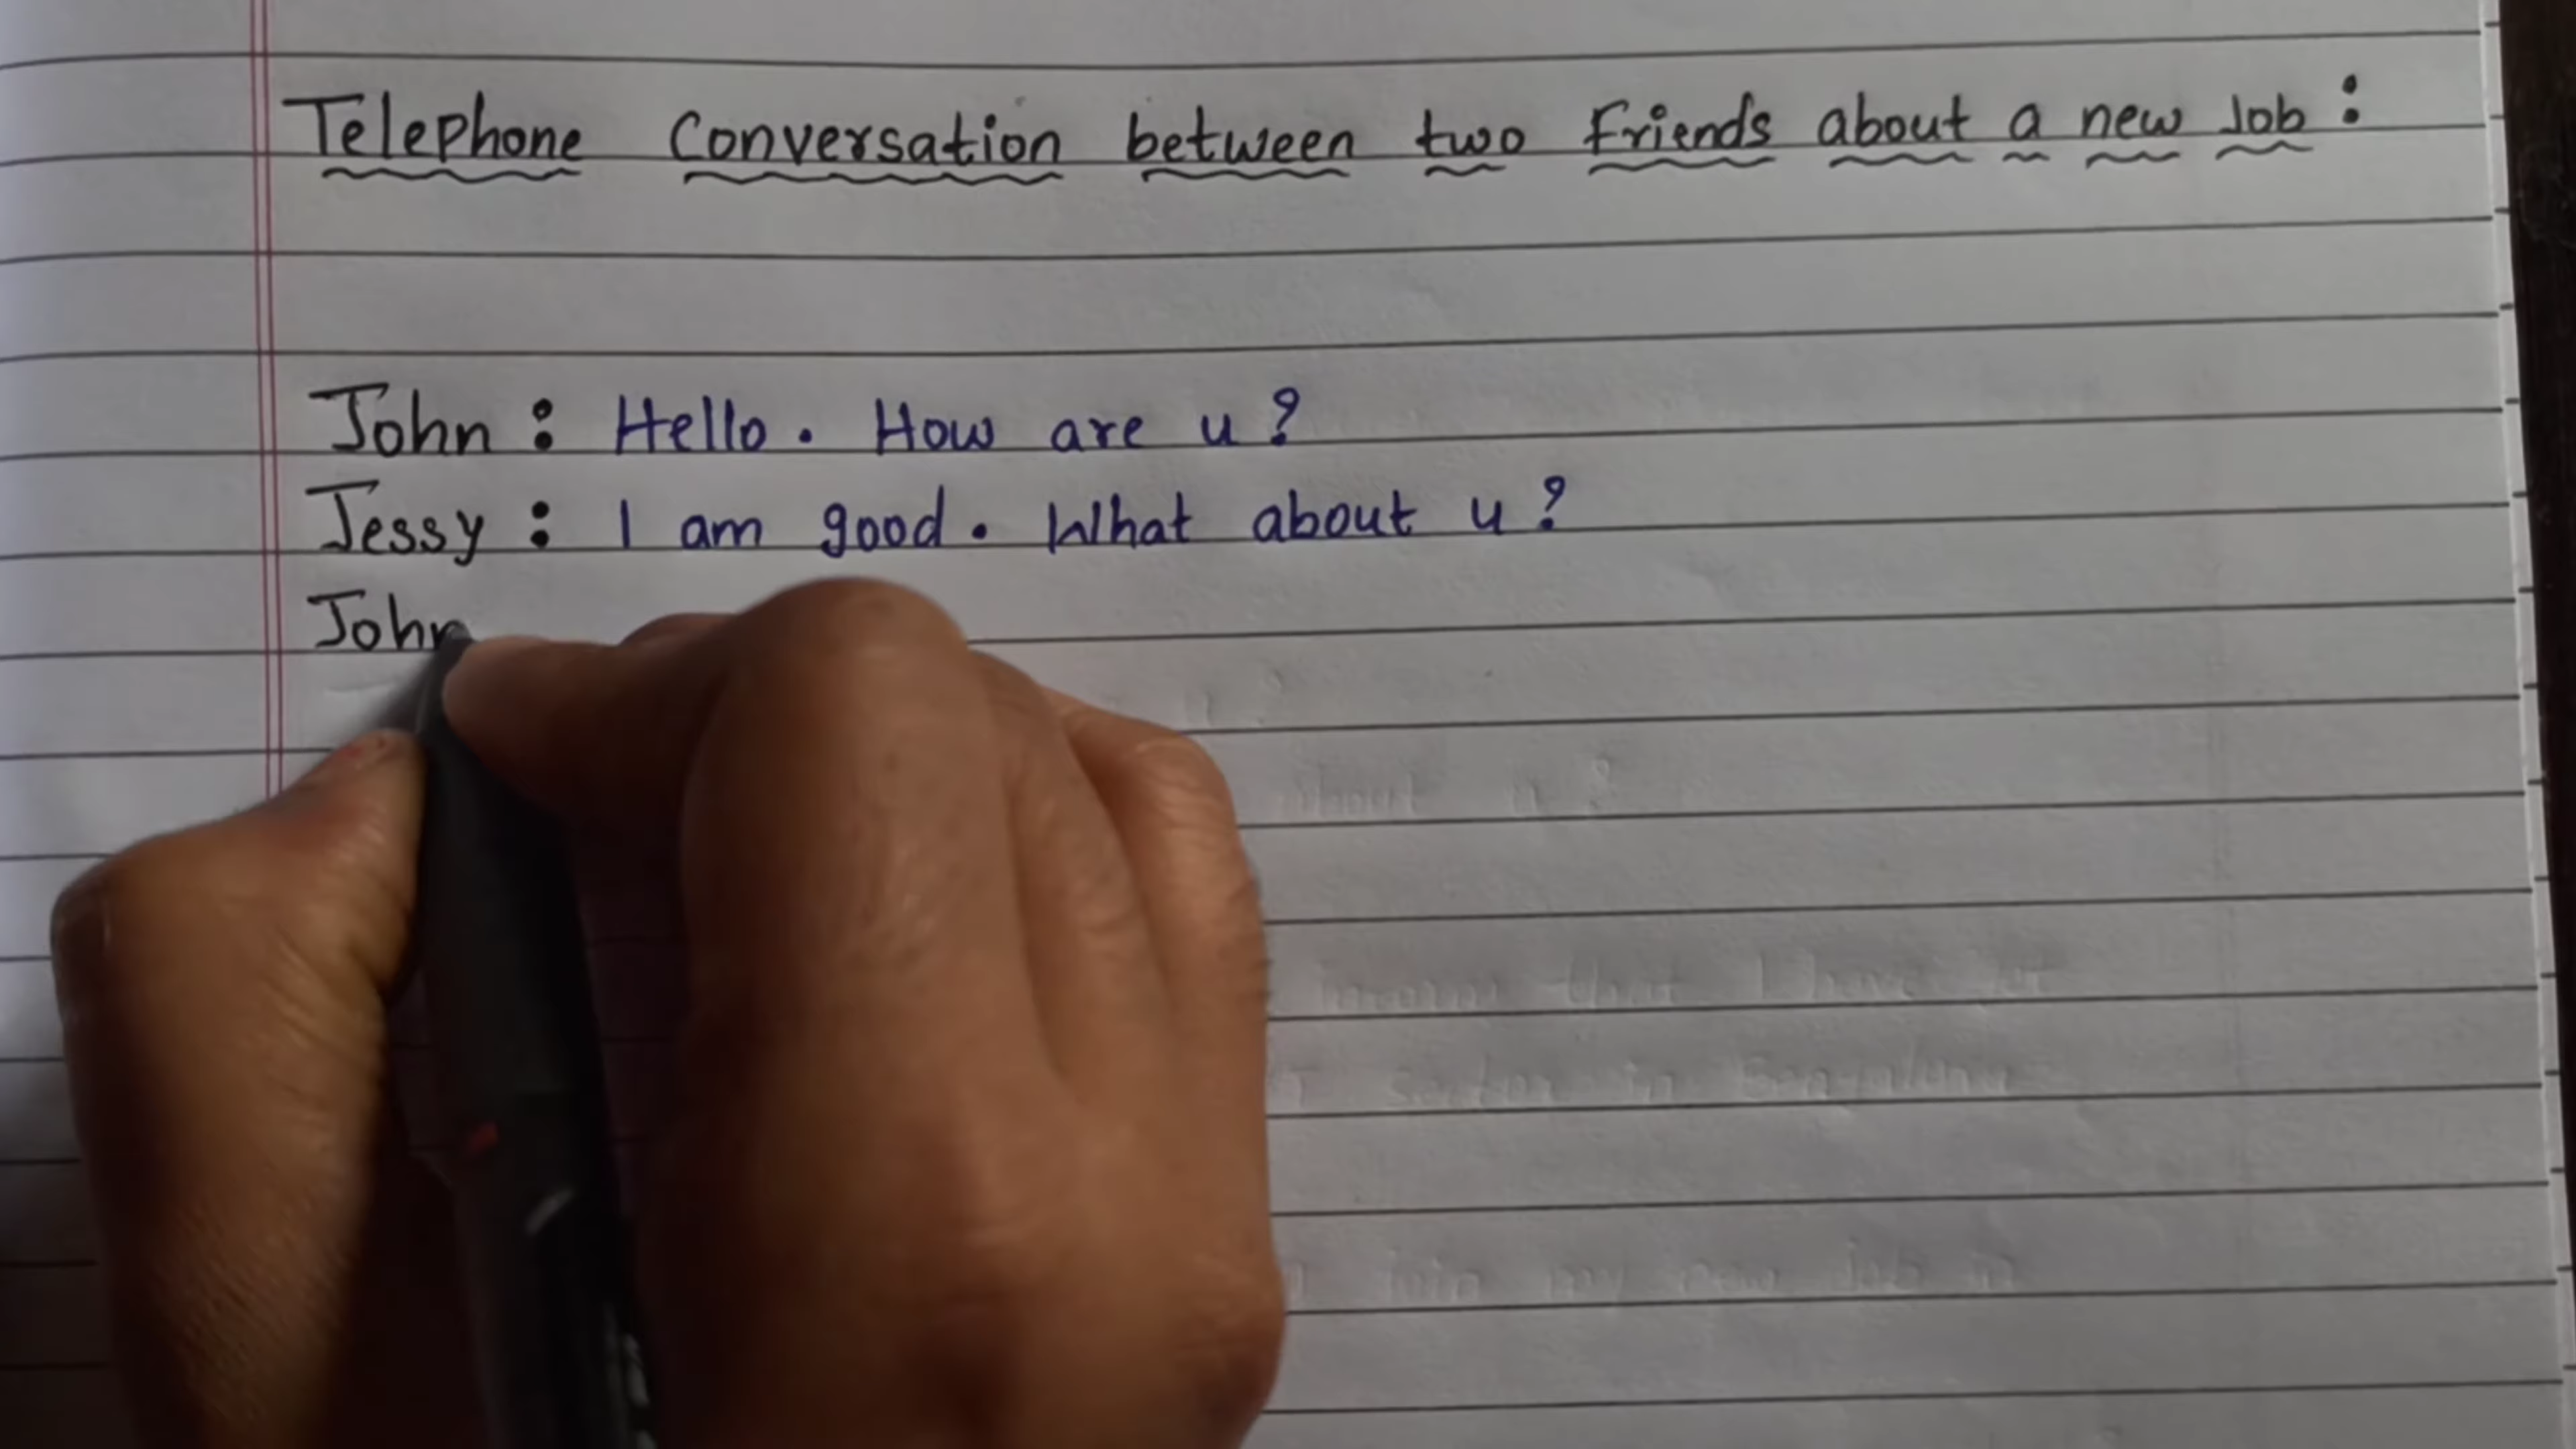 Telephone Conversation between two Friends about a new Job :
John : Hello. How are u?
Jessy : I am good. What about u?
John